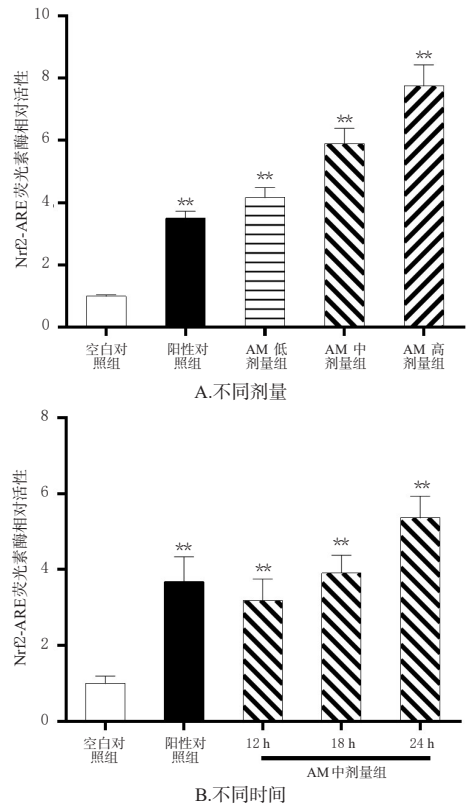 Nrf2-ARE荧光素酶相对活性
10
8
6
4
2
0
**
**
**
**
空白对照组
阳性对照组
AM 低剂量组
AM 中剂量组
AM 高剂量组
A.不同剂量
Nrf2-ARE荧光素酶相对活性
8
6
4
2
0
**
**
**
**
空白对照组
阳性对照组
12 h
18 h
24 h
AM中剂量组
B.不同时间